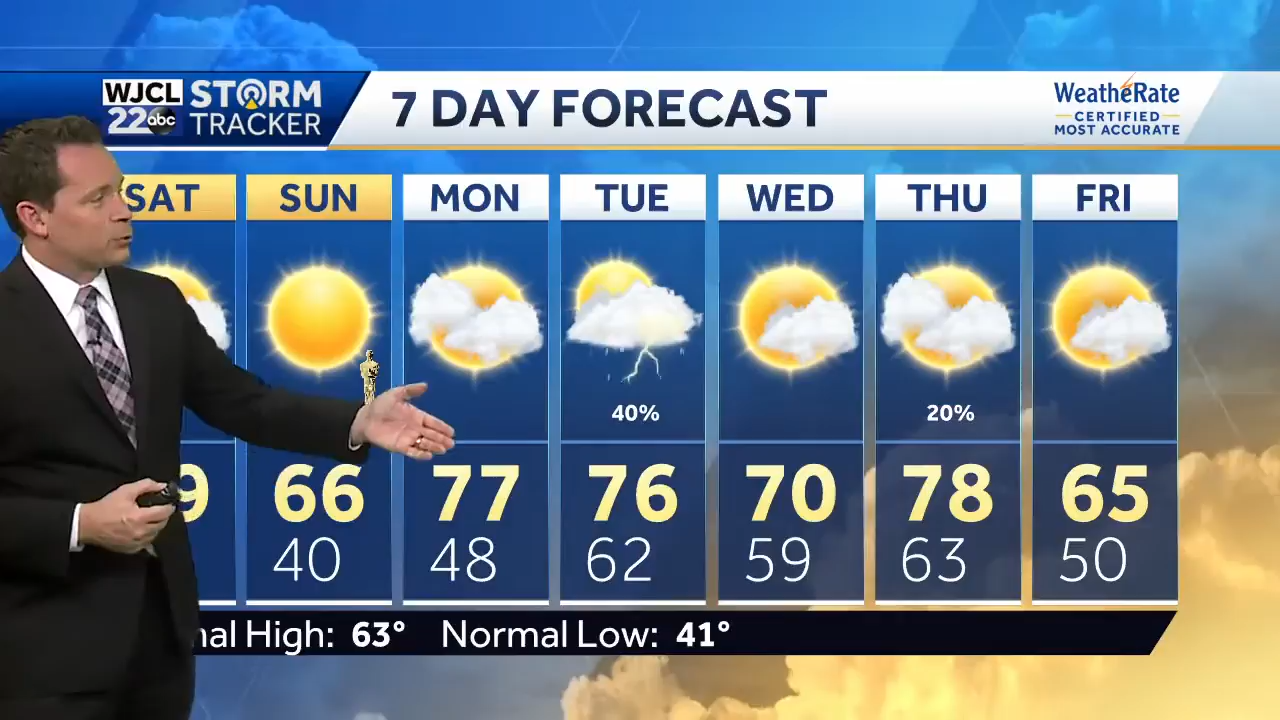 WJCL
22 abc
STORM
TRACKER
7 DAY FORECAST
WeatheRate
CERTIFIED
MOST ACCURATE
SAT SUN MON TUE WED THU FRI
40% 20%
9 66 77 76 70 78 65
40 48 62 59 63 50
nal High: 63° Normal Low: 41°